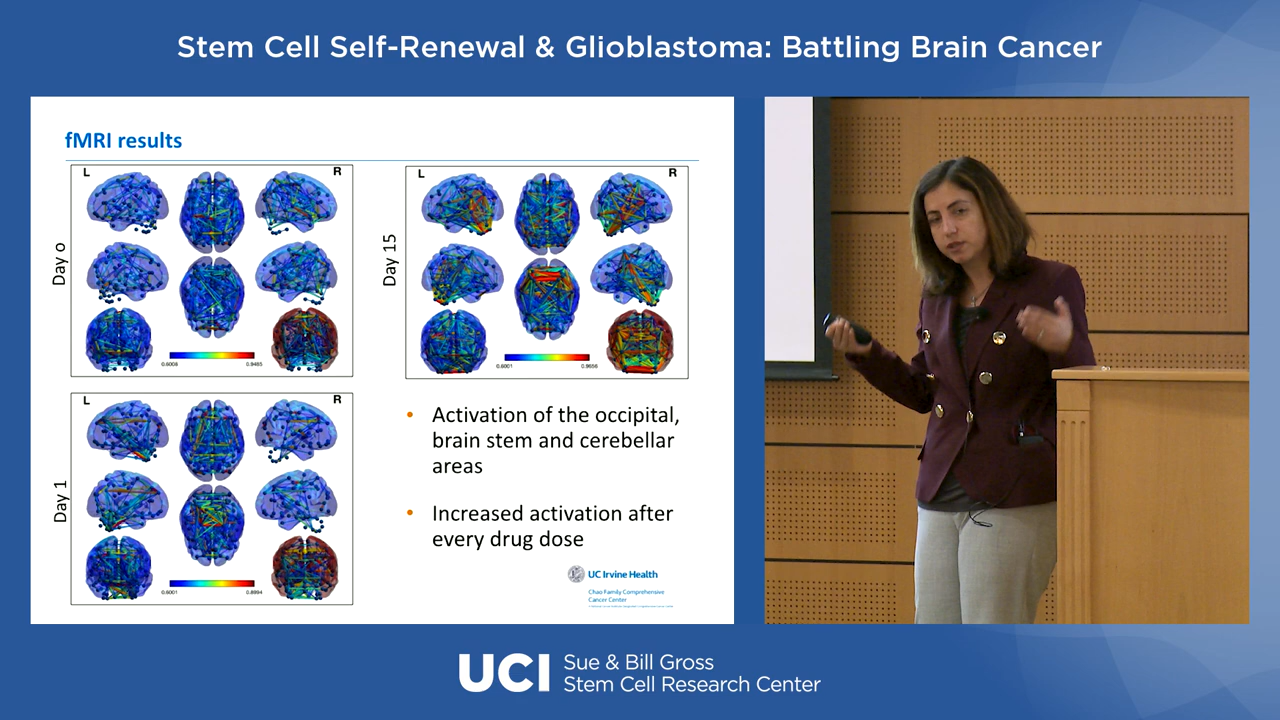 Stem Cell Self-Renewal & Glioblastoma: Battling Brain Cancer
fMRI results
L
R
Day 0
0.6008
0.9465
L
R
Day 15
0.6001
0.9656
L
R
Day 1
0.6001
0.8994
• Activation of the occipital,
brain stem and cerebellar
areas
• Increased activation after
every drug dose
UC Irvine Health
Chao Family Comprehensive
Cancer Center
UCI
Sue & Bill Gross
Stem Cell Research Center